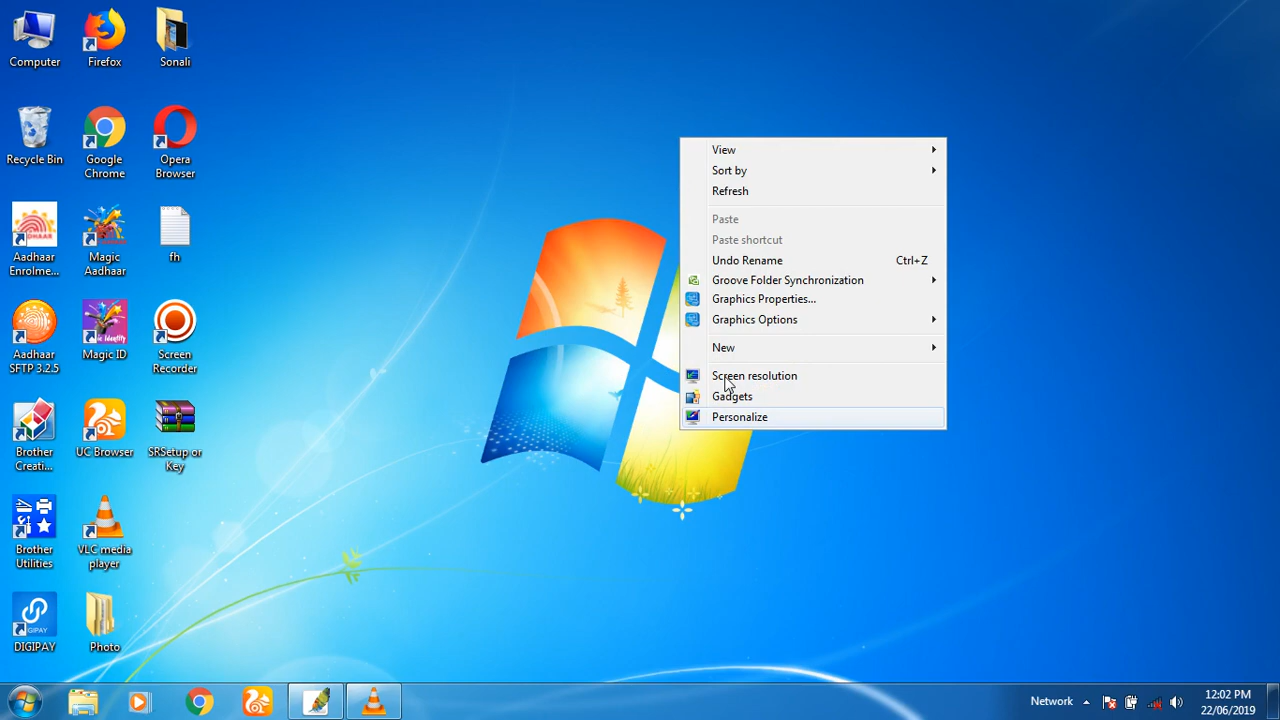 Computer
Firefox
Sonali
Recycle Bin
Google
Chrome
Opera
Browser
Aadhaar
Enrolme...
Magic
Aadhaar
fh
Aadhaar
SFTP 3.2.5
Magic ID
Screen
Recorder
Brother
Creati...
UC Browser
SRSetup or
Key
Brother
Utilities
VLC media
player
DIGIPAY
Photo
View
Sort by
Refresh
Paste
Paste shortcut
Undo Rename Ctrl+Z
Groove Folder Synchronization
Graphics Properties...
Graphics Options
New
Screen resolution
Gadgets
Personalize
Network
12:02 PM
22/06/2019